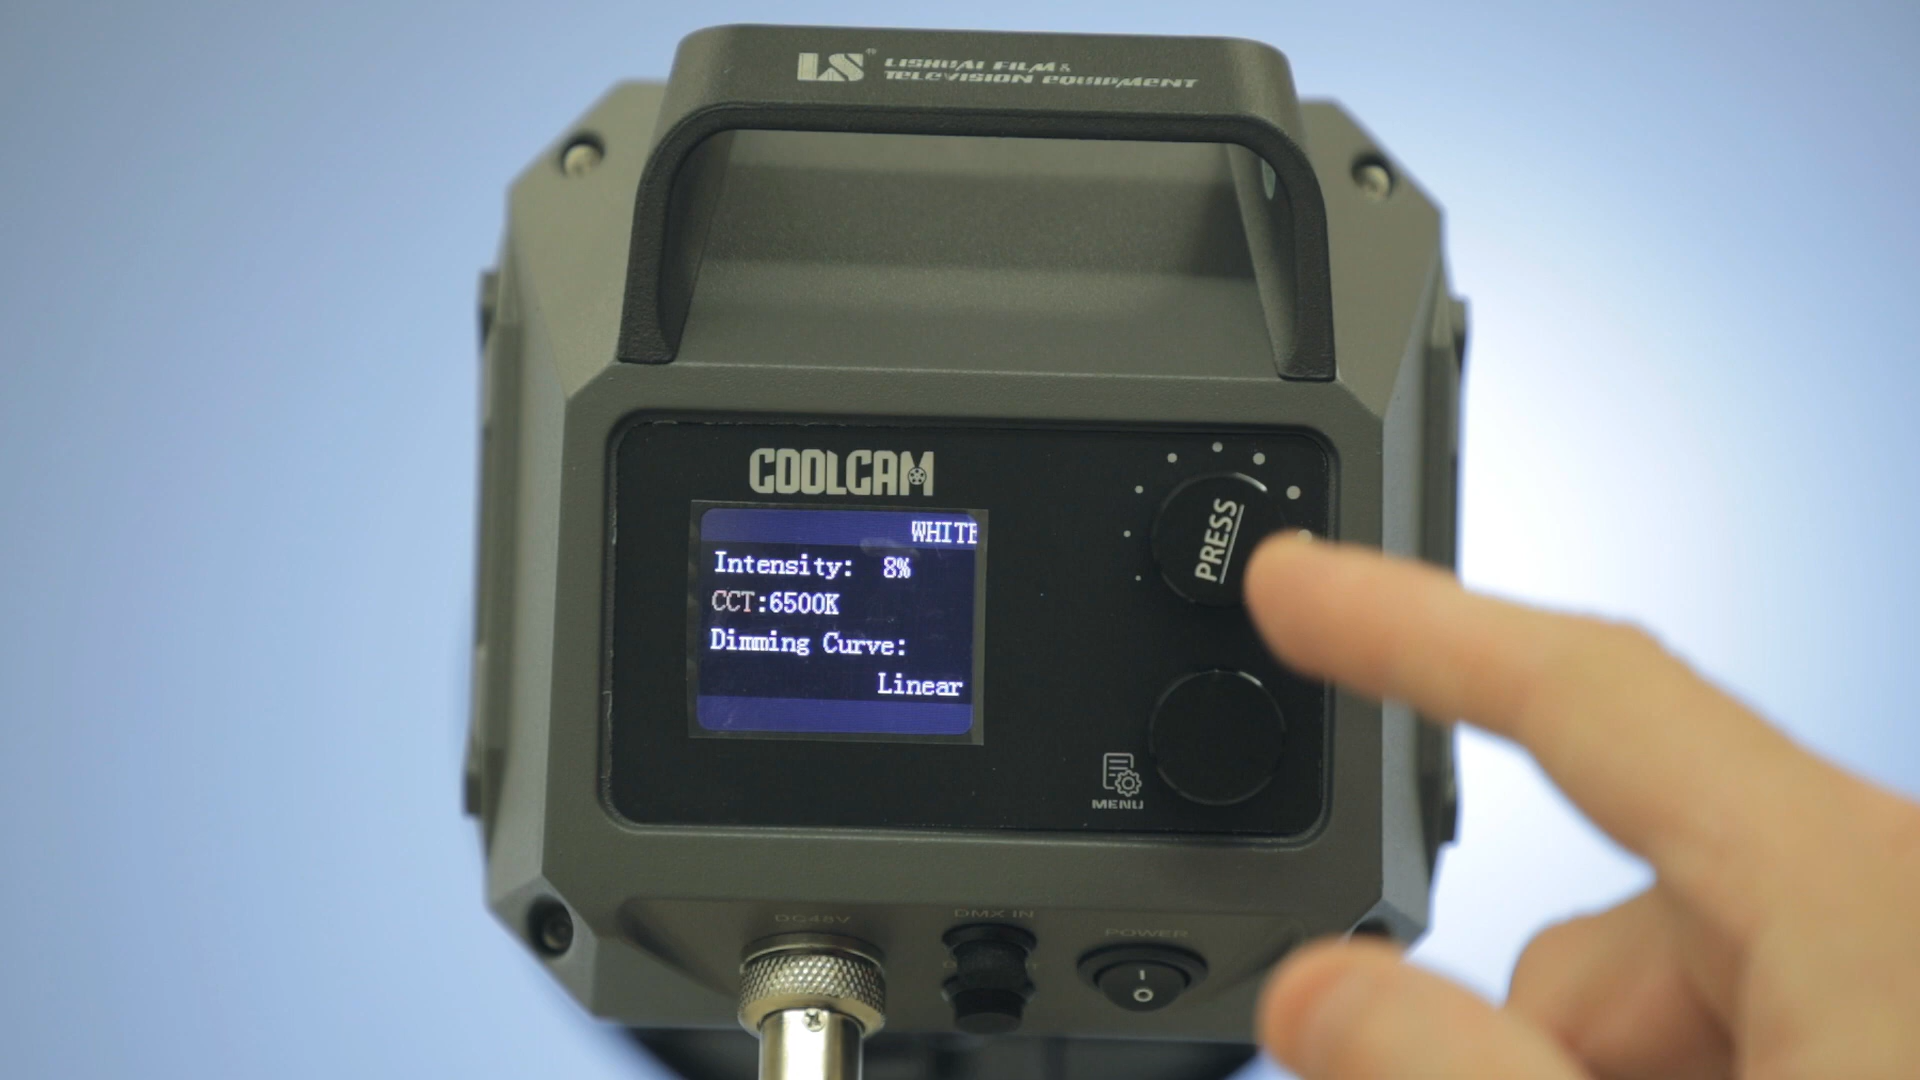 LS® LISHUAI FILM &
TELEVISION EQUIPMENT
COOLCAM
WHITE
Intensity: 8%
CCT:6500K
Dimming Curve:
Linear
PRESS
MENU
DC48V
DMX IN
POWER